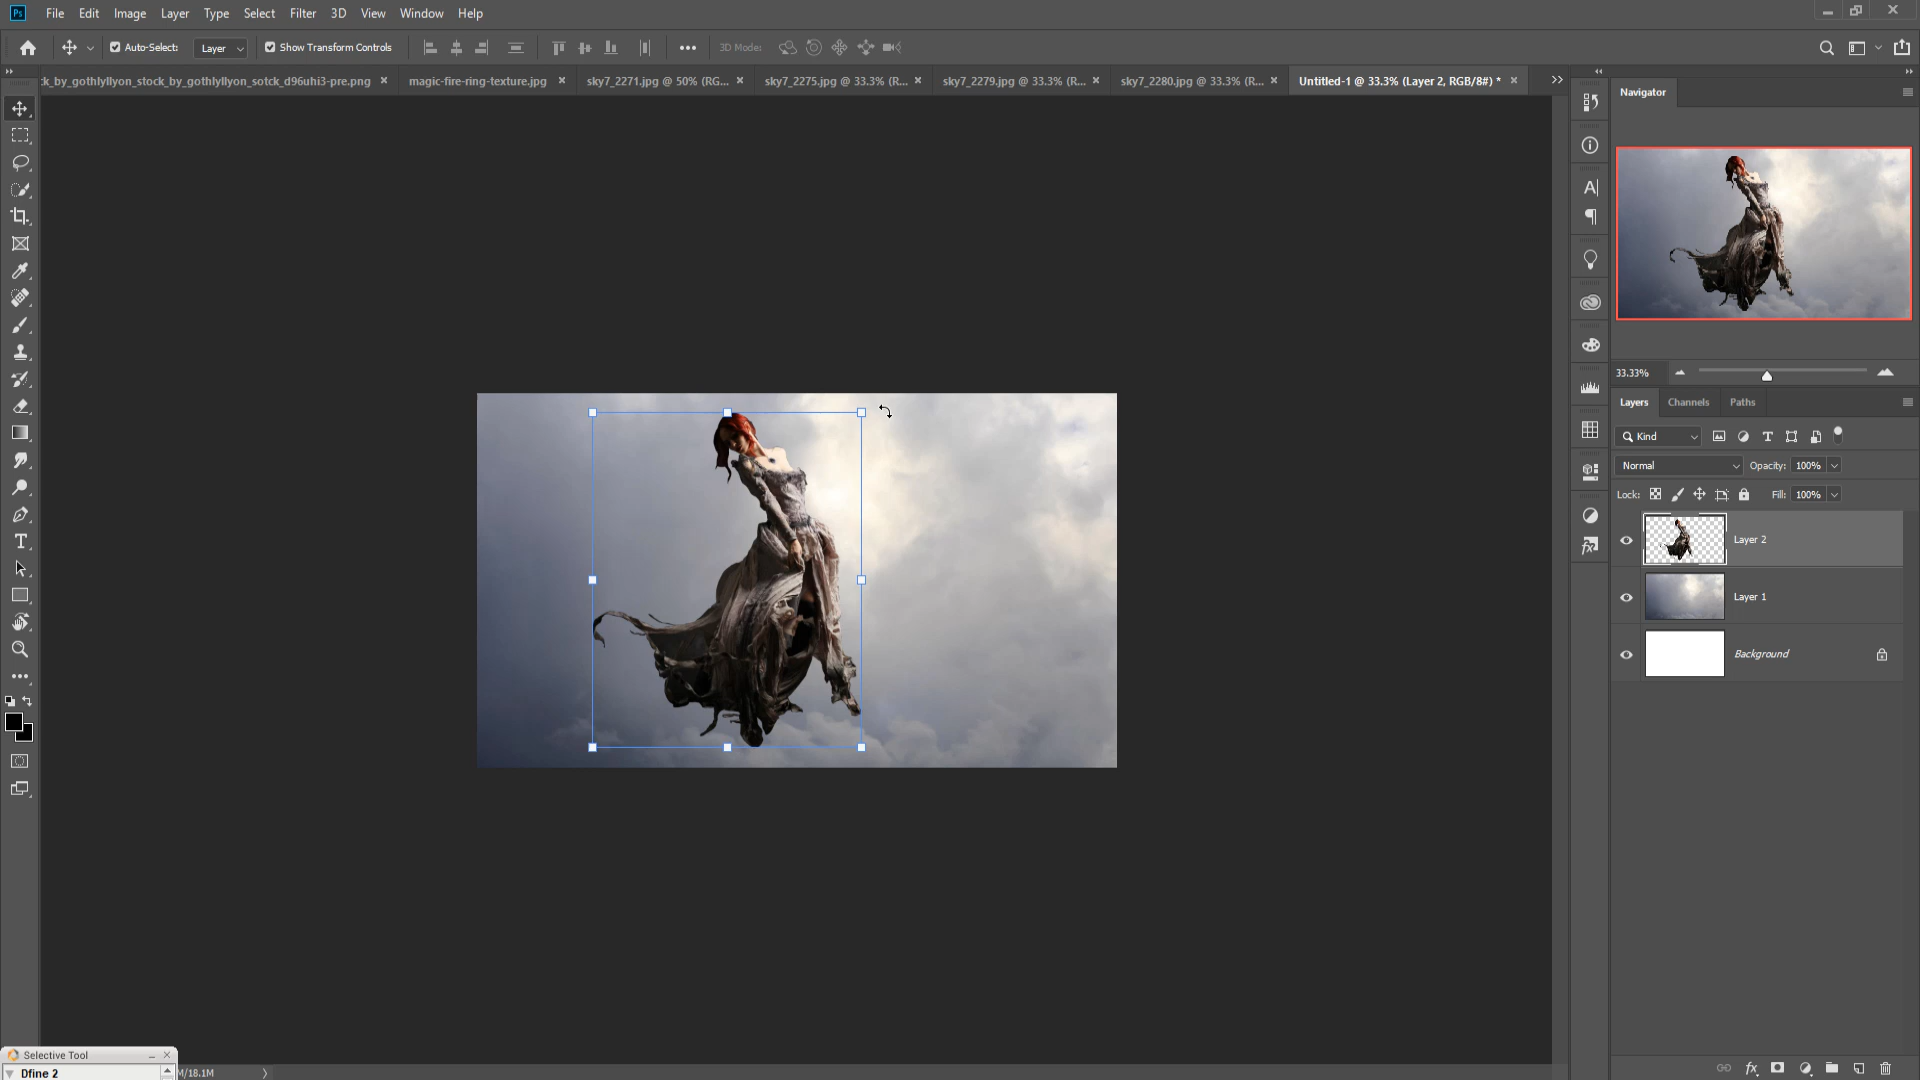 Ps File Edit Image Layer Type Select Filter 3D View Window Help
Auto-Select: Layer Show Transform Controls 3D Mode:
:k_by_gothlyllyon_stock_by_gothlyllyon_sotck_d96uhi3-pre.png magic-fire-ring-texture.jpg sky7_2271.jpg @ 50% (RG... sky7_2275.jpg @ 33.3% (R... sky7_2279.jpg @ 33.3% (R... sky7_2280.jpg @ 33.3% (R... Untitled-1 @ 33.3% (Layer 2, RGB/8#) *
Navigator
33.33%
Layers Channels Paths
Kind
Normal Opacity: 100%
Lock: Fill: 100%
Layer 2
Layer 1
Background
Selective Tool
Dfine 2
M/18.1M